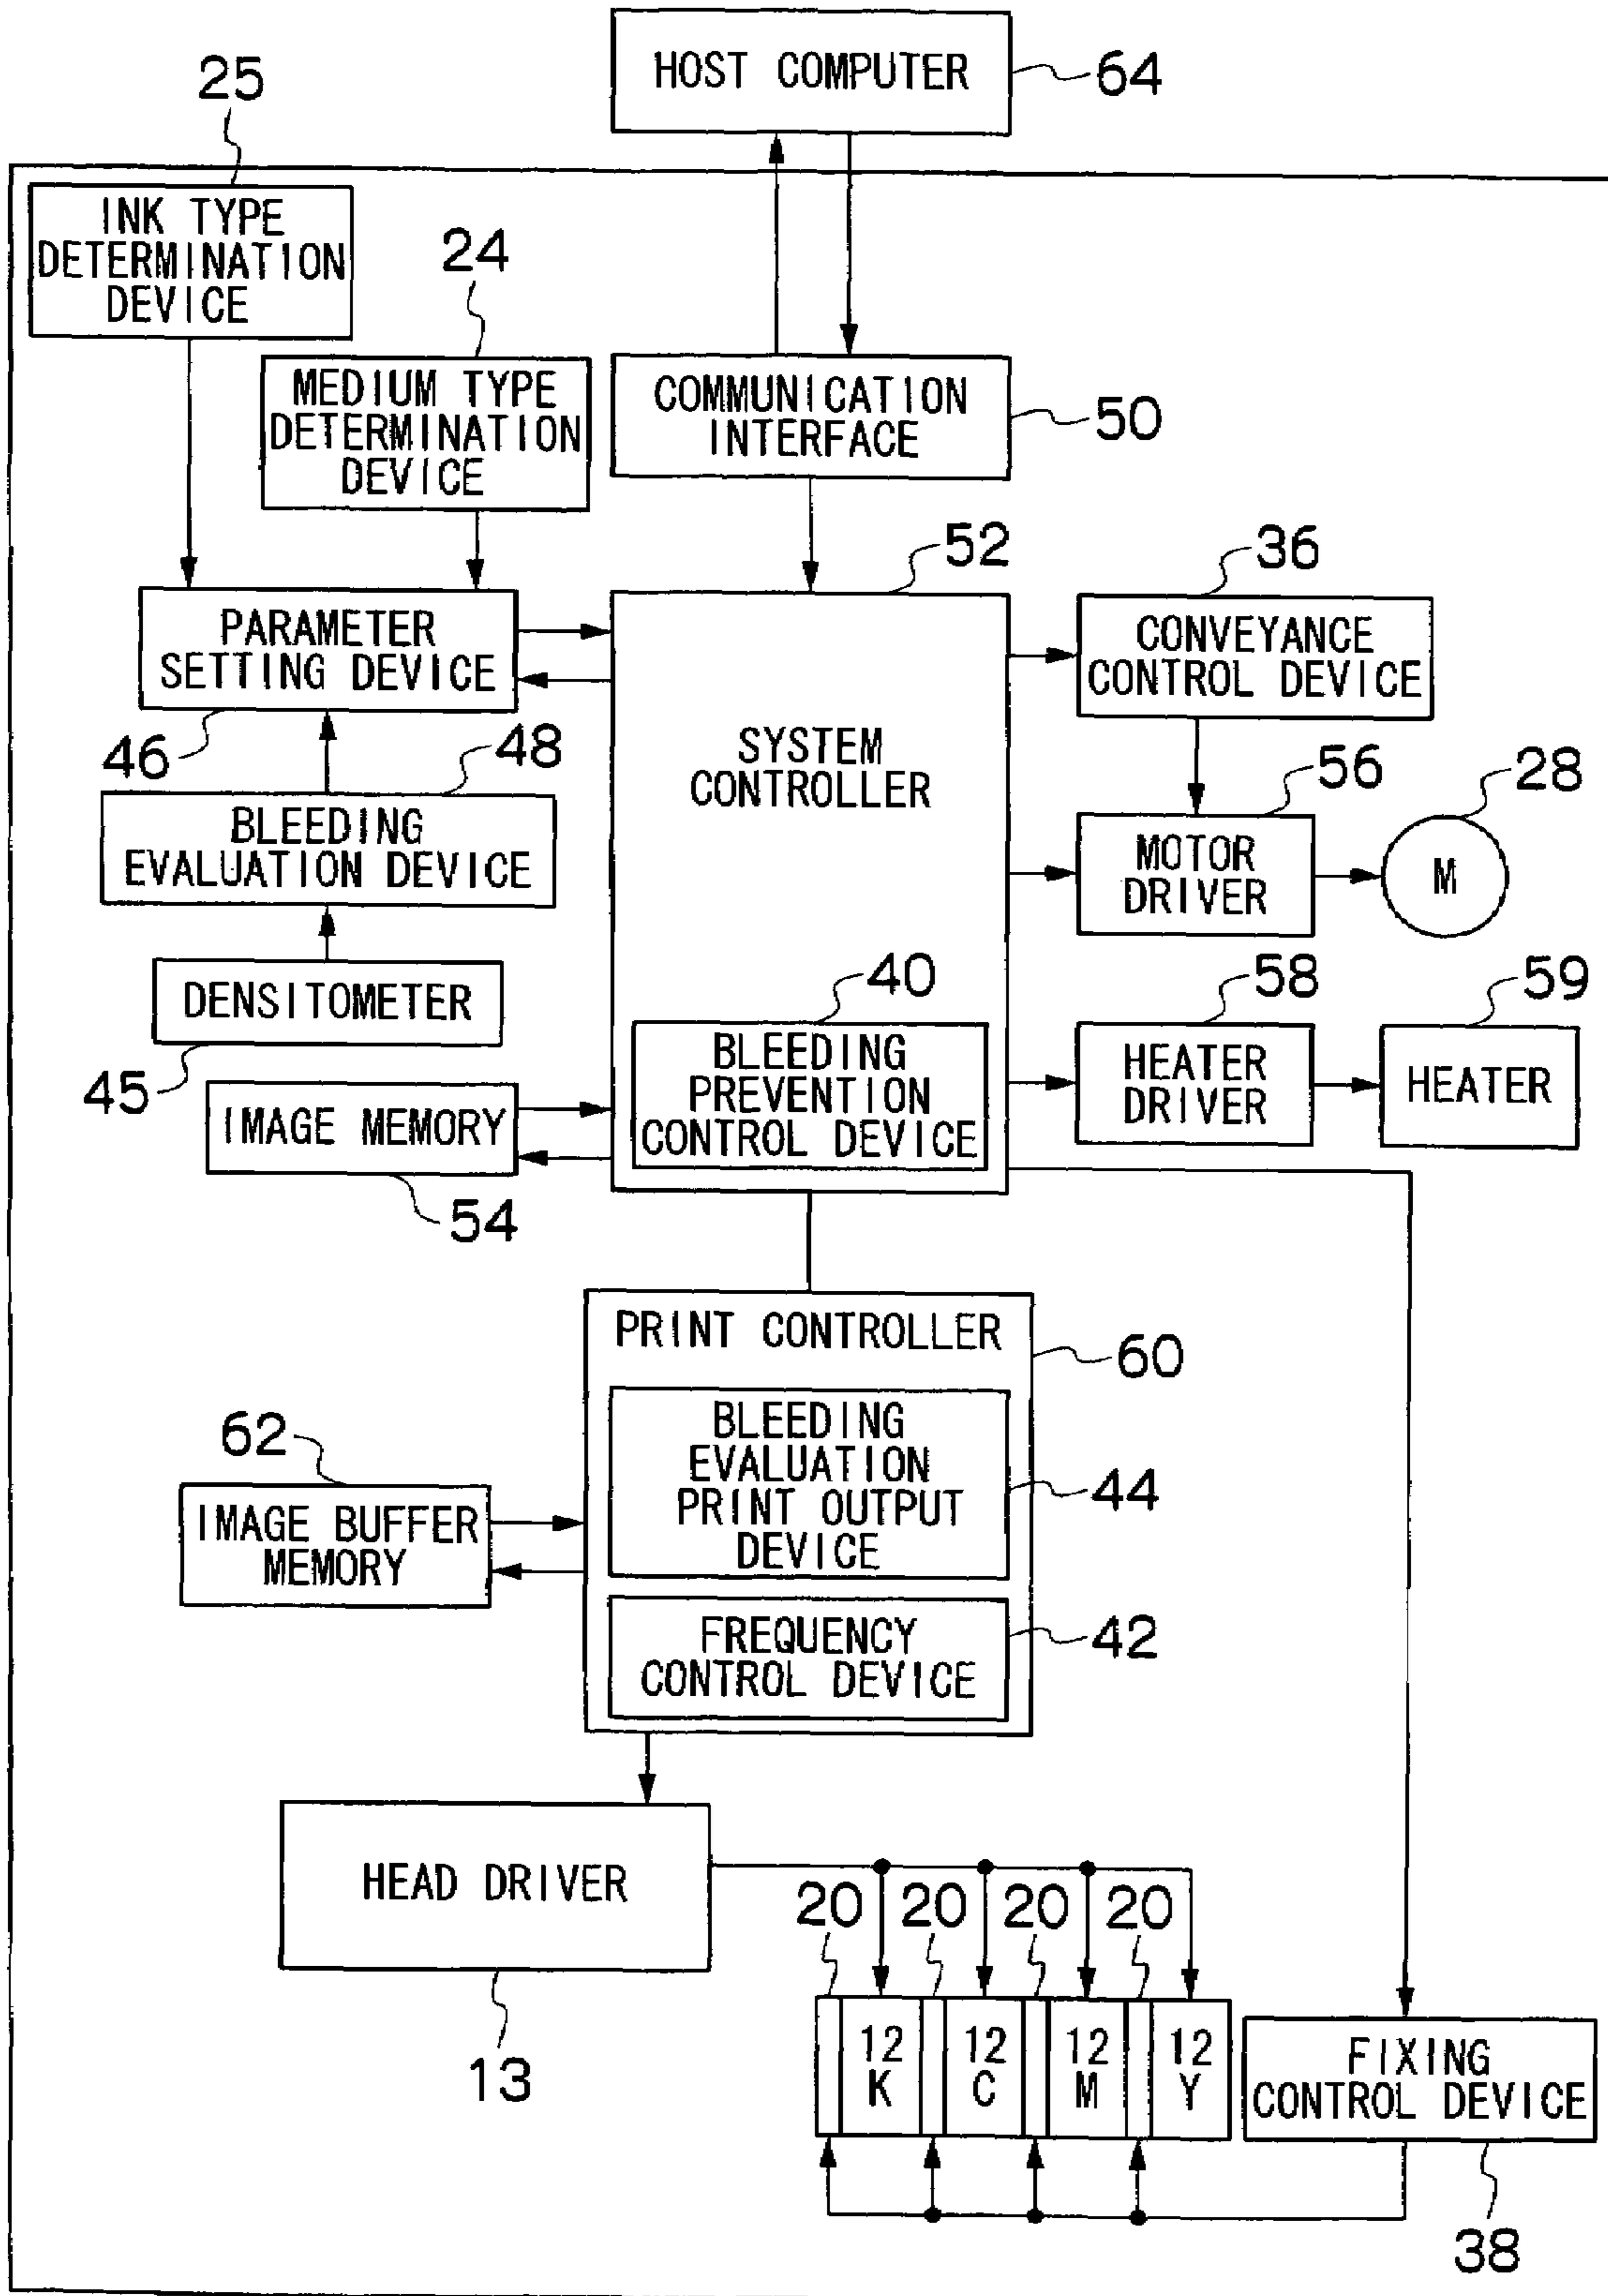 HOST COMPUTER
64
25
INK TYPE
DETERMINATION
DEVICE
24
MEDIUM TYPE
DETERMINATION
DEVICE
COMMUNICATION
INTERFACE
50
52
36
PARAMETER
SETTING DEVICE
46
CONVEYANCE
CONTROL DEVICE
SYSTEM
CONTROLLER
48
BLEEDING
EVALUATION DEVICE
56
MOTOR
DRIVER
28
M
DENSITOMETER
45
40
BLEEDING
PREVENTION
CONTROL DEVICE
58
HEATER
DRIVER
59
HEATER
IMAGE MEMORY
54
PRINT CONTROLLER
60
BLEEDING
EVALUATION
PRINT OUTPUT
DEVICE
44
62
IMAGE BUFFER
MEMORY
FREQUENCY
CONTROL DEVICE
42
HEAD DRIVER
13
20 20 20 20
12
K
12
C
12
M
12
Y
FIXING
CONTROL DEVICE
38